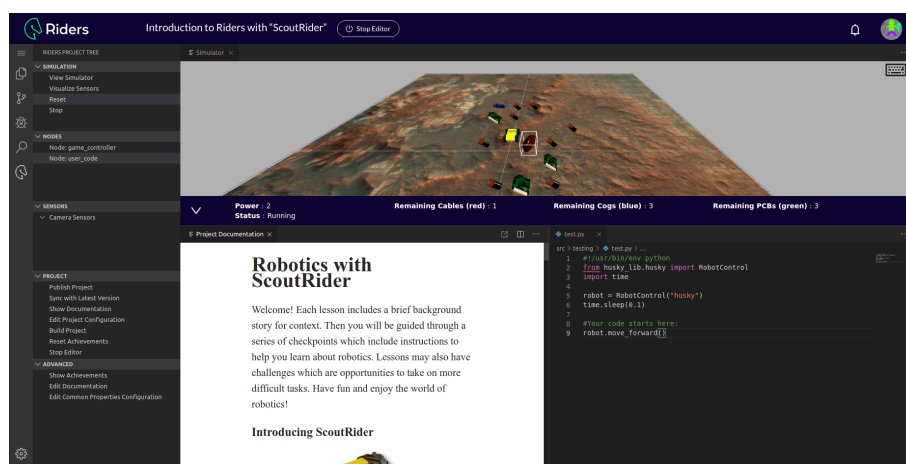 Riders
Introduction to Riders with "ScoutRider"
Stop Editor
RIDERS PROJECT TREE
SIMULATION
View Simulator
Visualize Sensors
Reset
Stop
NODES
Node: game_controller
Node: user_code
SENSORS
Camera Sensors
PROJECT
Publish Project
Sync with Latest Version
Show Documentation
Edit Project Configuration
Build Project
Reset Achievements
Stop Editor
ADVANCED
Show Achievements
Edit Documentation
Edit Common Properties Configuration
Simulator
Power : 2
Status : Running
Remaining Cables (red) : 1
Remaining Cogs (blue) : 3
Remaining PCBs (green) : 3
Project Documentation
Robotics with
ScoutRider
Welcome! Each lesson includes a brief background
story for context. Then you will be guided through a
series of checkpoints which include instructions to
help you learn about robotics. Lessons may also have
challenges which are opportunities to take on more
difficult tasks. Have fun and enjoy the world of
robotics!
Introducing ScoutRider
test.py
src > testing > test.py > ...
1 #!/usr/bin/env python
2 from husky_lib.husky import RobotControl
3 import time
4
5 robot = RobotControl("husky")
6 time.sleep(0.1)
7
8 #Your code starts here:
9 robot.move_forward()